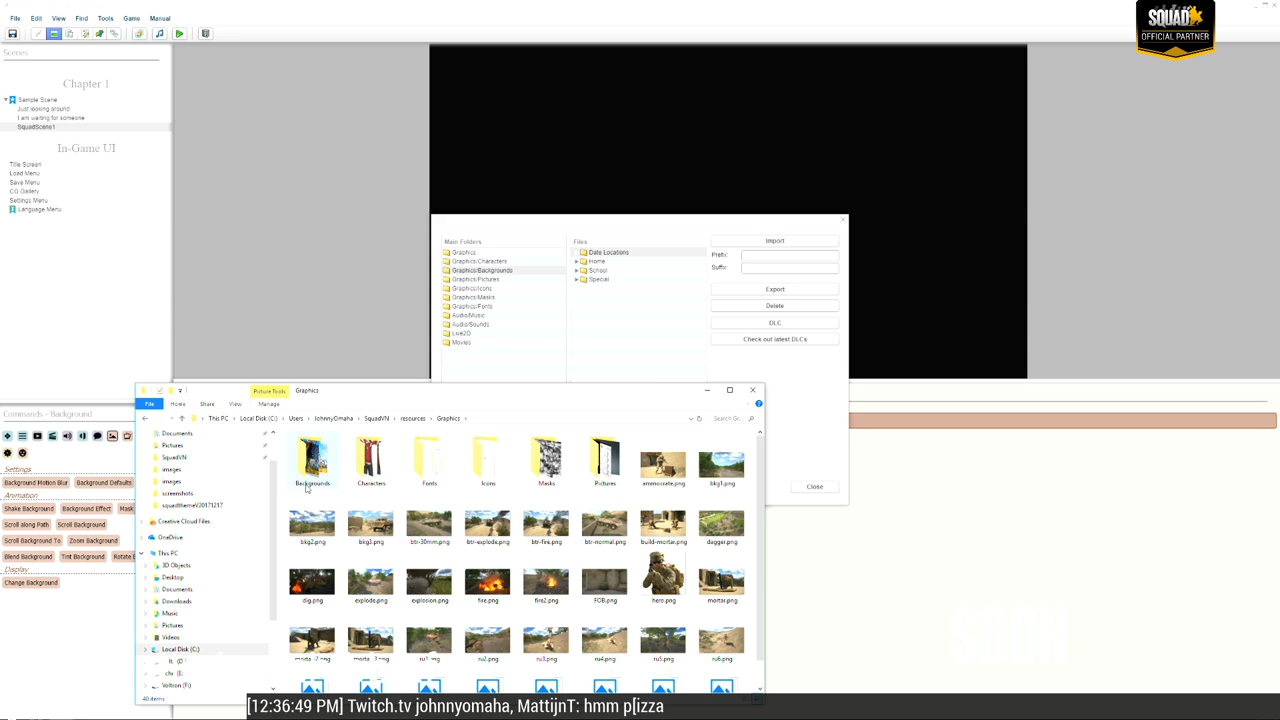 File Edit View Find Tools Game Manual
SQUAD
OFFICIAL PARTNER
Scenes
Chapter 1
Sample Scene
Just looking around
I am waiting for someone
SquadScene1
In-Game UI
Title Screen
Load Menu
Save Menu
CG Gallery
Settings Menu
Language Menu
Main Folders
Graphics
Graphics/Characters
Graphics/Backgrounds
Graphics/Pictures
Graphics/Icons
Graphics/Masks
Graphics/Fonts
Audio/Music
Audio/Sounds
Live2D
Movies
Files
Date Locations
Home
School
Special
Import
Prefix:
Suffix:
Export
Delete
DLC
Check out latest DLCs
Close
Commands - Background
Settings
Background Motion Blur Background Defaults
Animation
Shake Background Background Effect Mask
Scroll along Path Scroll Background
Scroll Background To Zoom Background
Blend Background Tint Background Rotate B
Display
Change Background
Picture Tools Graphics
File Home Share View Manage
This PC Local Disk (C:) Users JohnnyOmaha SquadVN resources Graphics
Search Gr...
Documents
Pictures
SquadVN
images
images
screenshots
squadthemeV20171217
Creative Cloud Files
OneDrive
This PC
3D Objects
Desktop
Documents
Downloads
Music
Pictures
Videos
Local Disk (C:)
Voltron (F:)
40 items
Backgrounds Characters Fonts Icons Masks Pictures ammocrate.png bkg1.png
bkg2.png bkg3.png btr-30mm.png btr-explode.png btr-fire.png btr-normal.png build-mortar.png dagger.png
dig.png explode.png explosion.png fire.png fire2.png FOB.png hero.png mortar.png
ru1.png ru2.png ru3.png ru4.png ru5.png ru6.png
[12:36:49 PM] Twitch.tv johnnyomaha, MattijnT: hmm p[izza